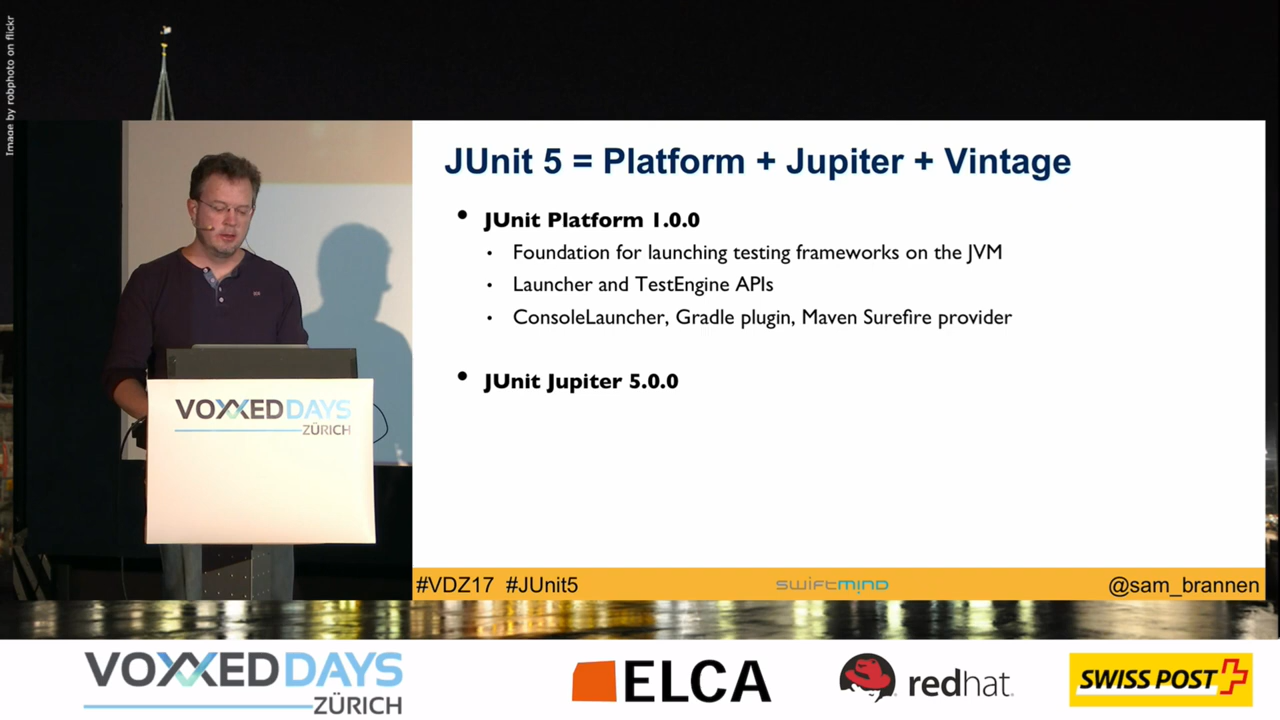 Image by robphoto on flickr
JUnit 5 = Platform + Jupiter + Vintage
• JUnit Platform 1.0.0
• Foundation for launching testing frameworks on the JVM
• Launcher and TestEngine APIs
• ConsoleLauncher, Gradle plugin, Maven Surefire provider
• JUnit Jupiter 5.0.0
VOXXED DAYS
ZÜRICH
#VDZ17 #JUnit5
swiftmind
@sam_brannen
VOXXED DAYS
ZÜRICH
ELCA
redhat.
SWISS POST